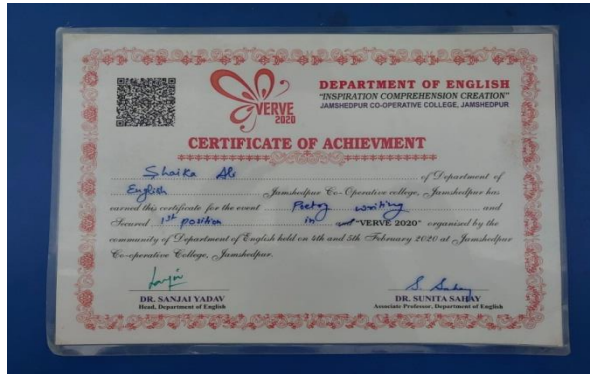 VERVE
2020
DEPARTMENT OF ENGLISH
"INSPIRATION COMPREHENSION CREATION"
JAMSHEDPUR CO-OPERATIVE COLLEGE, JAMSHEDPUR
CERTIFICATE OF ACHIEVMENT
Shaika Ali of Department of
English Jamshedpur Co-Operative college, Jamshedpur has
earned this certificate for the event Poetry writing and
Secured 1st position in "VERVE 2020" organised by the
community of Department of English held on 4th and 5th February 2020 at Jamshedpur
Co-operative College, Jamshedpur.
DR. SANJAI YADAV
Head, Department of English
DR. SUNITA SAHAY
Associate Professor, Department of English